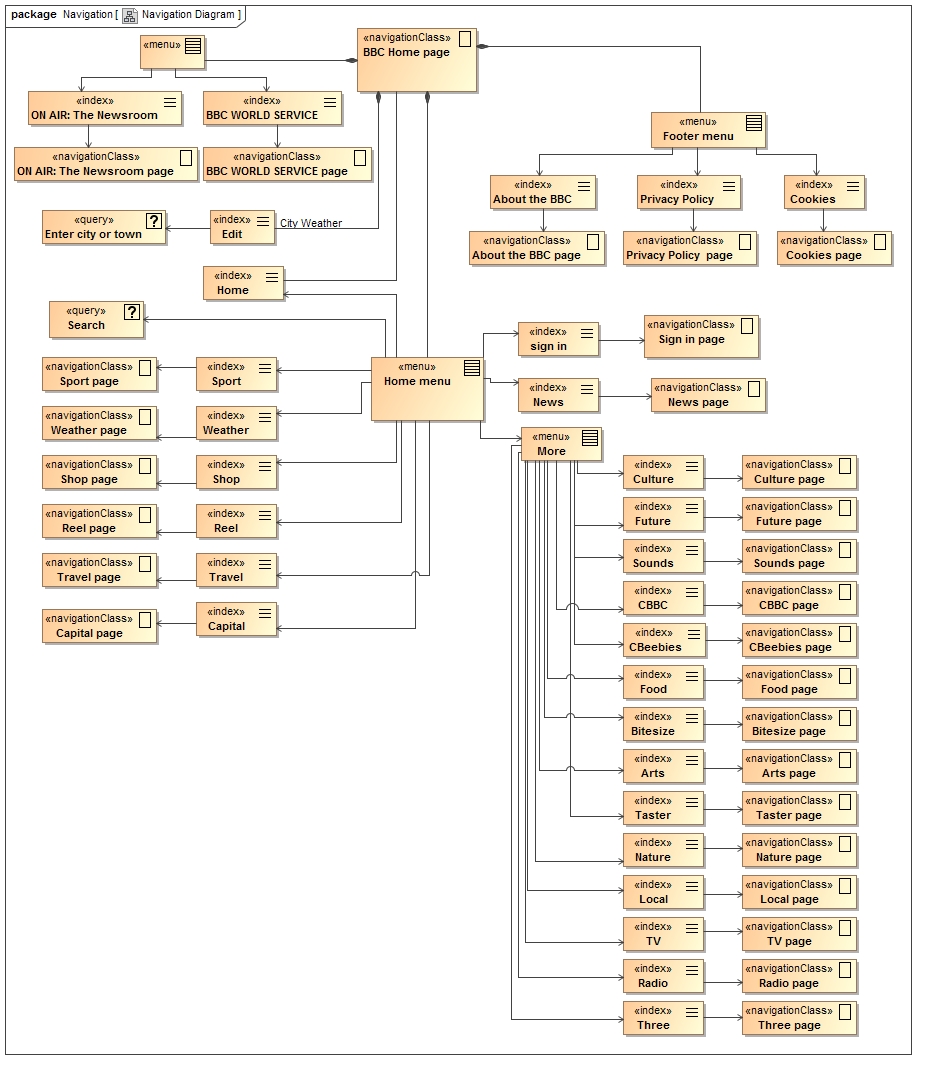 package Navigation [ Navigation Diagram ]
«menu»
«navigationClass»
BBC Home page
«index»
ON AIR: The Newsroom
«index»
BBC WORLD SERVICE
«navigationClass»
ON AIR: The Newsroom page
«navigationClass»
BBC WORLD SERVICE page
«menu»
Footer menu
«index»
About the BBC
«index»
Privacy Policy
«index»
Cookies
«navigationClass»
About the BBC page
«navigationClass»
Privacy Policy page
«navigationClass»
Cookies page
«query»
Enter city or town
«index»
Edit
City Weather
«index»
Home
«query»
Search
«menu»
Home menu
«index»
sign in
«navigationClass»
Sign in page
«index»
News
«navigationClass»
News page
«navigationClass»
Sport page
«index»
Sport
«navigationClass»
Weather page
«index»
Weather
«navigationClass»
Shop page
«index»
Shop
«navigationClass»
Reel page
«index»
Reel
«navigationClass»
Travel page
«index»
Travel
«navigationClass»
Capital page
«index»
Capital
«menu»
More
«index»
Culture
«navigationClass»
Culture page
«index»
Future
«navigationClass»
Future page
«index»
Sounds
«navigationClass»
Sounds page
«index»
CBBC
«navigationClass»
CBBC page
«index»
CBeebies
«navigationClass»
CBeebies page
«index»
Food
«navigationClass»
Food page
«index»
Bitesize
«navigationClass»
Bitesize page
«index»
Arts
«navigationClass»
Arts page
«index»
Taster
«navigationClass»
Taster page
«index»
Nature
«navigationClass»
Nature page
«index»
Local
«navigationClass»
Local page
«index»
TV
«navigationClass»
TV page
«index»
Radio
«navigationClass»
Radio page
«index»
Three
«navigationClass»
Three page